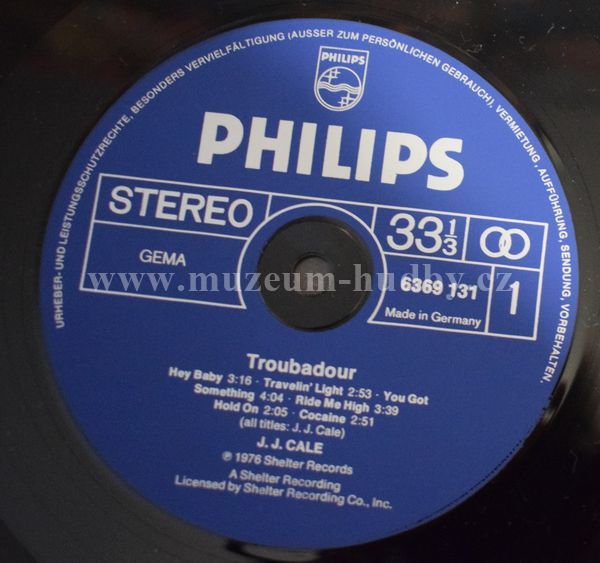 URHEBER- UND LEISTUNGSSCHUTZRECHTE, BESONDERS VERVIELFÄLTIGUNG (AUSSER ZUM PERSÖNLICHEN GEBRAUCH), VERMIETUNG, AUFFÜHRUNG, SENDUNG, VORBEHALTEN.
PHILIPS
PHILIPS
STEREO
33 1/3
GEMA
6369 131
1
Made in Germany
www.muzeum-hudby.cz
Troubadour
Hey Baby 3:16 · Travelin' Light 2:53 · You Got
Something 4:04 · Ride Me High 3:39
Hold On 2:05 · Cocaine 2:51
(all titles: J. J. Cale)
J. J. CALE
℗ 1976 Shelter Records
A Shelter Recording
Licensed by Shelter Recording Co., Inc.